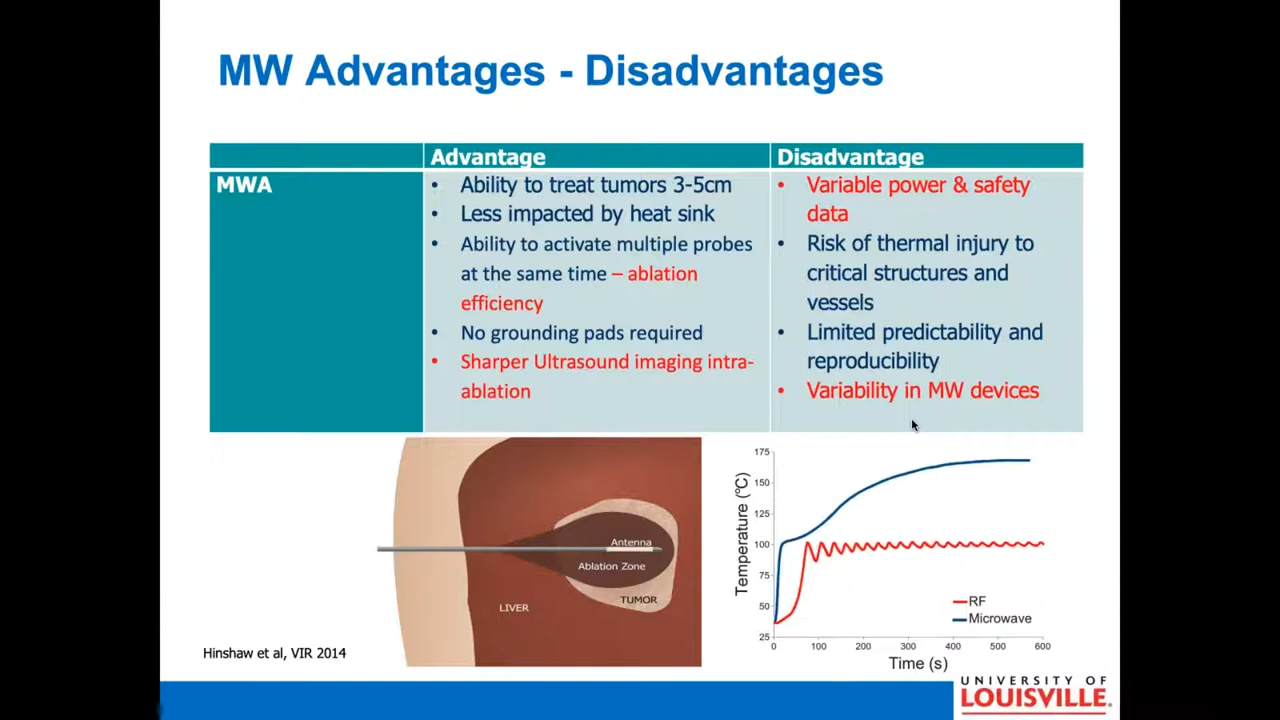 MW Advantages - Disadvantages
Advantage
Disadvantage
MWA
• Ability to treat tumors 3-5cm
• Less impacted by heat sink
• Ability to activate multiple probes
at the same time – ablation
efficiency
• No grounding pads required
• Sharper Ultrasound imaging intra-
ablation
• Variable power & safety
data
• Risk of thermal injury to
critical structures and
vessels
• Limited predictability and
reproducibility
• Variability in MW devices
Antenna
Ablation Zone
TUMOR
LIVER
Temperature (°C)
175
150
125
100
75
50
25
RF
Microwave
0 100 200 300 400 500 600
Time (s)
Hinshaw et al, VIR 2014
UNIVERSITY OF
LOUISVILLE.